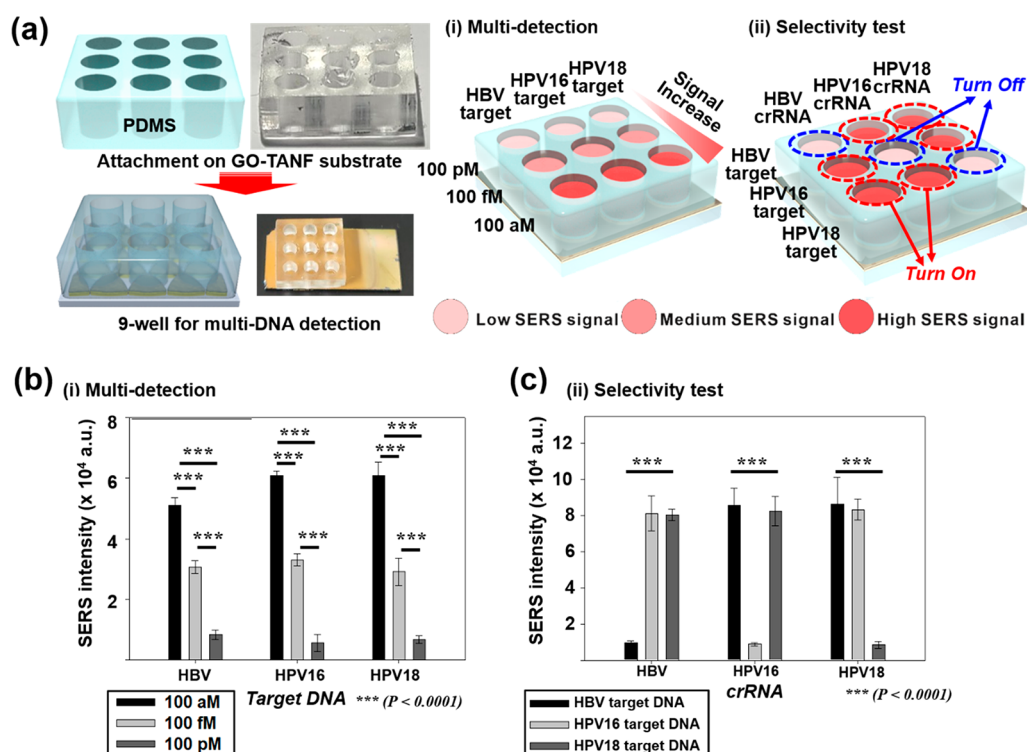 (a)
PDMS
Attachment on GO-TANF substrate
9-well for multi-DNA detection
(i) Multi-detection
HBV target
HPV16 target
HPV18 target
Signal Increase
100 pM
100 fM
100 aM
(ii) Selectivity test
HBV crRNA
HPV16 crRNA
HPV18 crRNA
Turn Off
HBV target
HPV16 target
HPV18 target
Turn On
Low SERS signal
Medium SERS signal
High SERS signal
(b) (i) Multi-detection
SERS intensity (x 10⁴ a.u.)
8
6
4
2
***
***
***
***
***
***
***
***
***
HBV
HPV16
HPV18
Target DNA
*** (P < 0.0001)
100 aM
100 fM
100 pM
(c) (ii) Selectivity test
SERS intensity (x 10⁴ a.u.)
12
10
8
6
4
2
***
***
***
HBV
HPV16
HPV18
crRNA
*** (P < 0.0001)
HBV target DNA
HPV16 target DNA
HPV18 target DNA